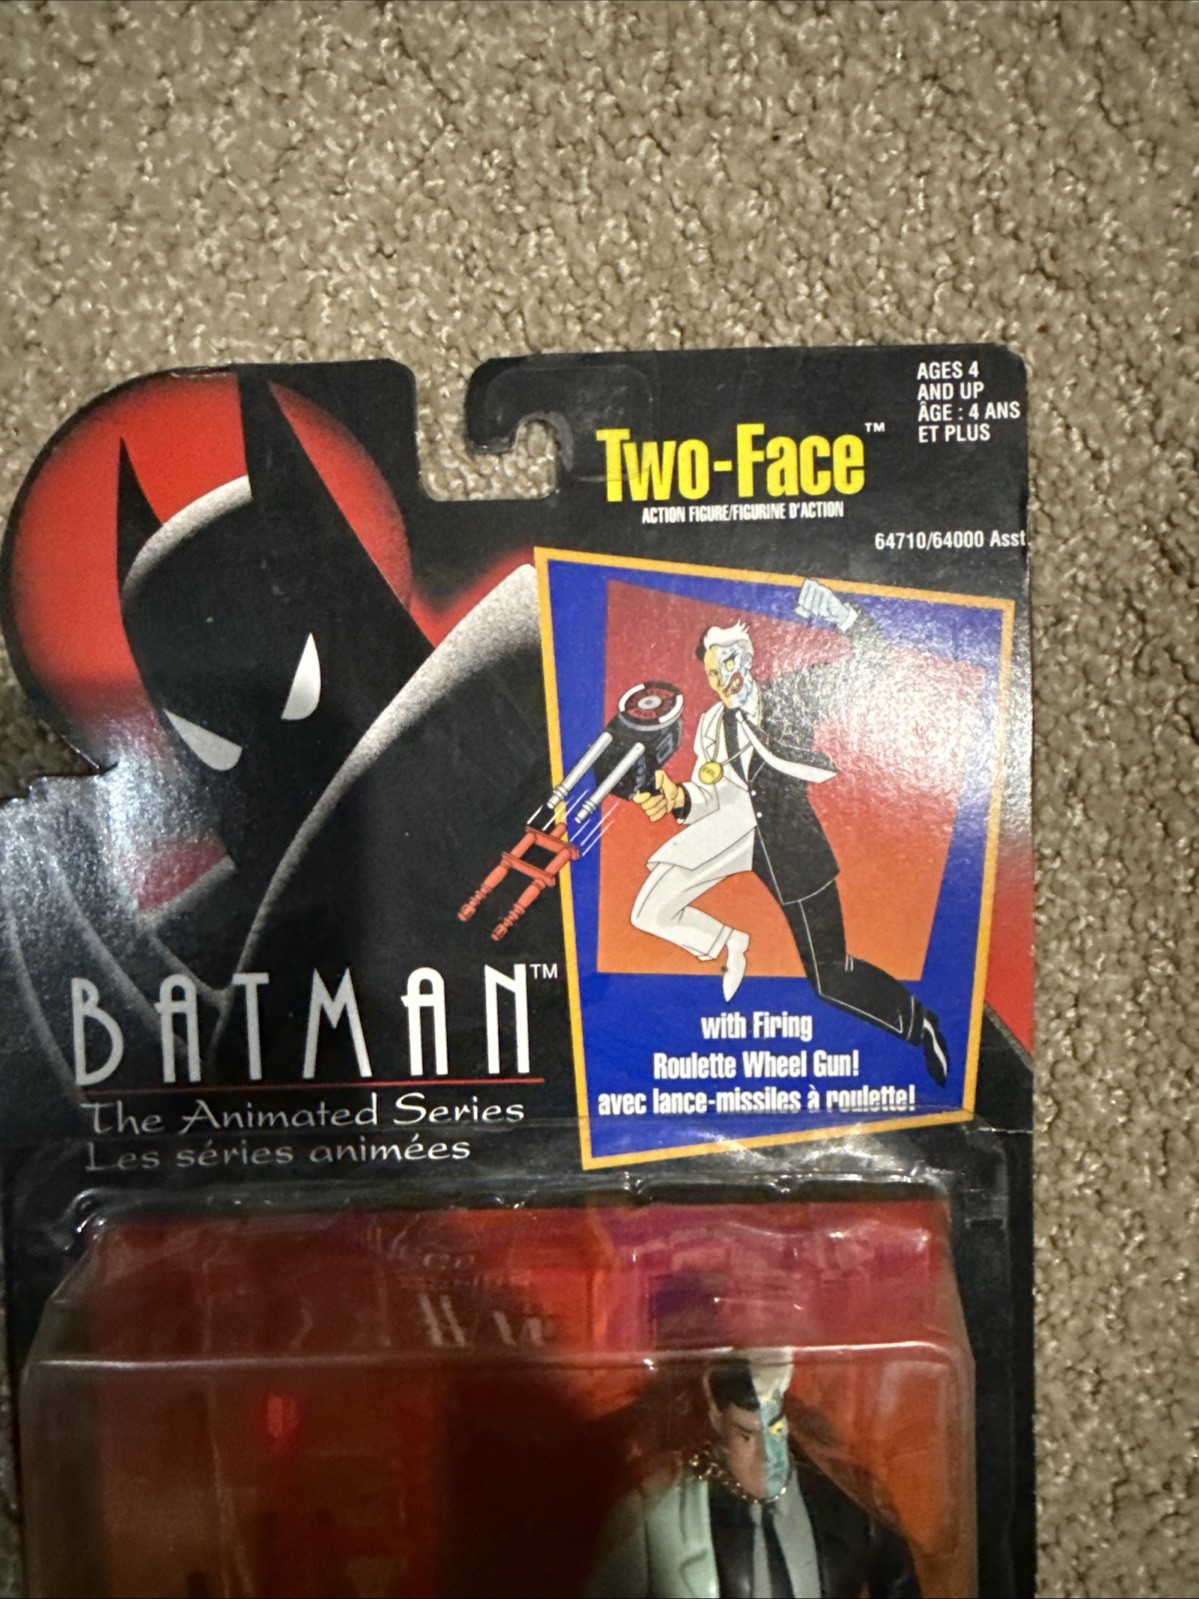 AGES 4
AND UP
ÂGE : 4 ANS
ET PLUS
Two-Face™
ACTION FIGURE/FIGURINE D'ACTION
64710/64000 Asst
with Firing
Roulette Wheel Gun!
avec lance-missiles à roulette!
BATMAN™
The Animated Series
Les séries animées